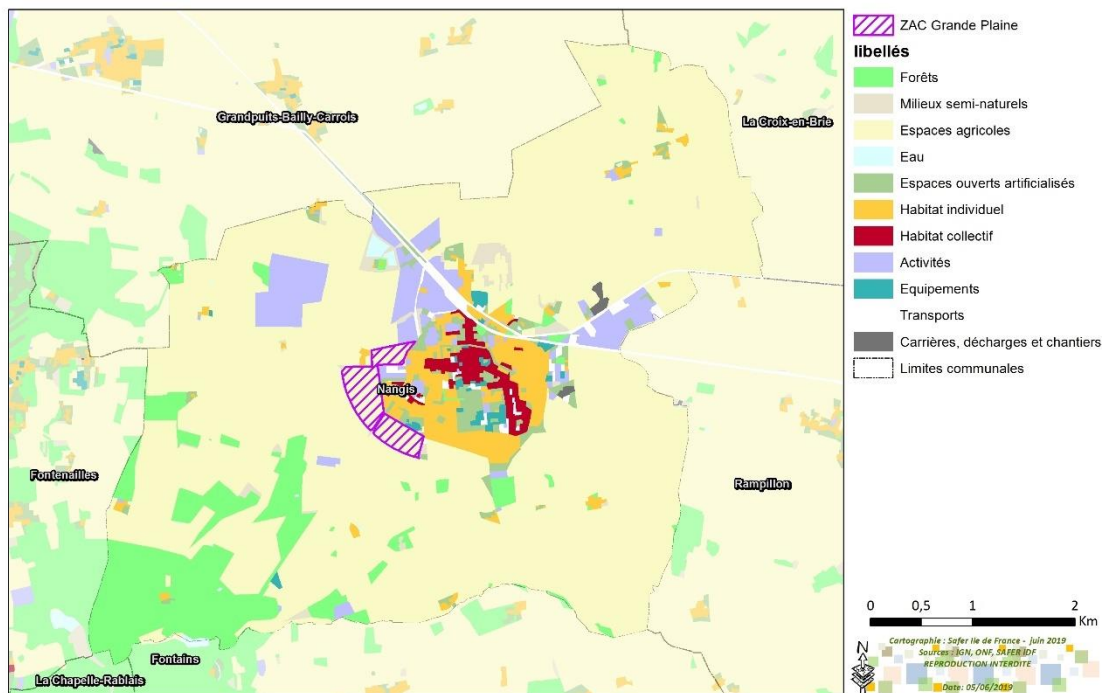 Grandpuits-Bailly-Carrois
La Croix-en-Brie
Nangis
Fontenailles
Rampillon
Fontains
La Chapelle-Rablais
ZAC Grande Plaine
libellés
Forêts
Milieux semi-naturels
Espaces agricoles
Eau
Espaces ouverts artificialisés
Habitat individuel
Habitat collectif
Activités
Equipements
Transports
Carrières, décharges et chantiers
Limites communales
0 0,5 1 2
Km
Cartographie : Safer Ile de France - juin 2019
Sources : IGN, ONF, SAFER IDF
REPRODUCTION INTERDITE
N
Date: 05/06/2019